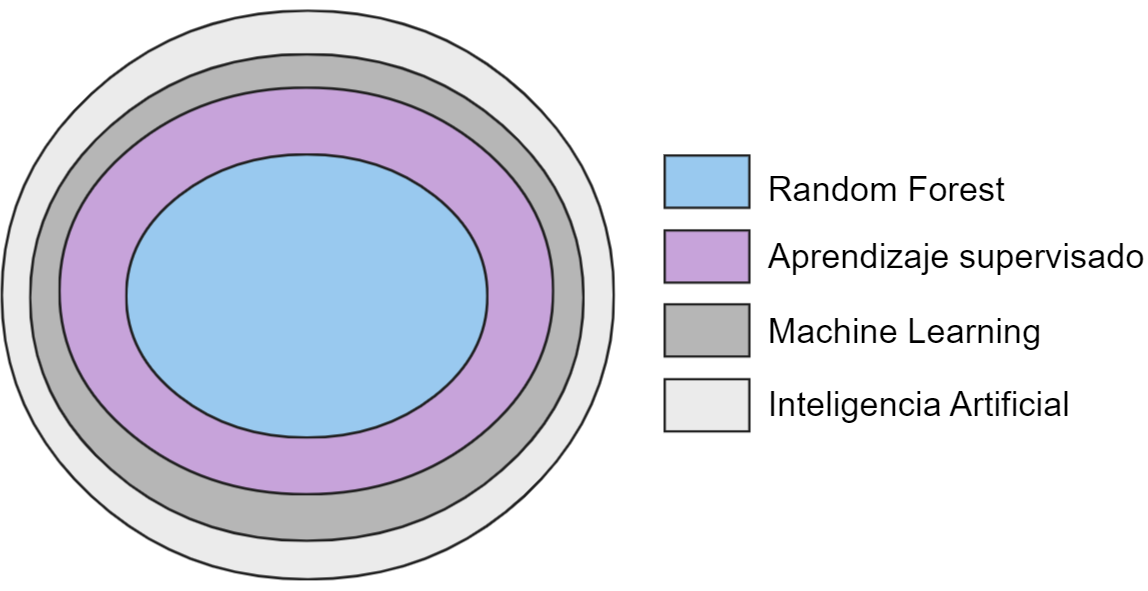 Random Forest
Aprendizaje supervisado
Machine Learning
Inteligencia Artificial